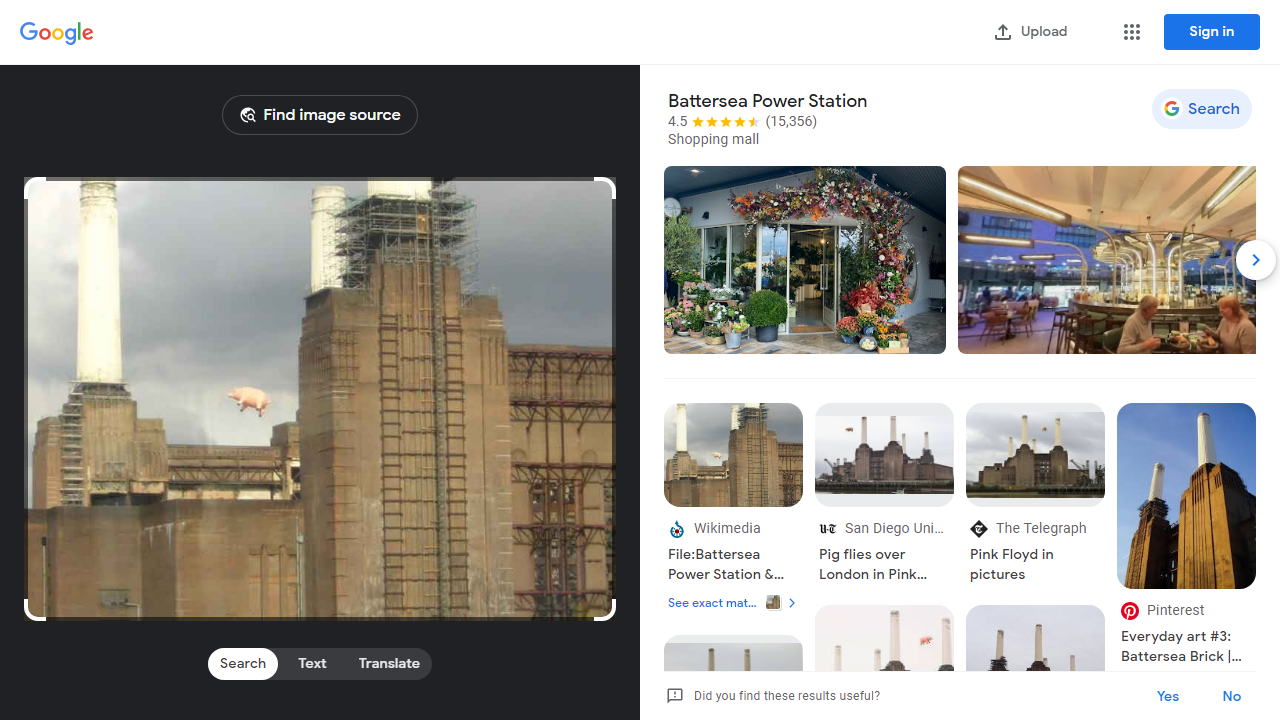 Google
Upload
Sign in
Find image source
Search
Text
Translate
Battersea Power Station
4.5 (15,356)
Shopping mall
Search
Wikimedia
File:Battersea
Power Station &...
See exact mat...
San Diego Uni...
Pig flies over
London in Pink...
The Telegraph
Pink Floyd in
pictures
Pinterest
Everyday art #3:
Battersea Brick |...
Did you find these results useful?
Yes
No